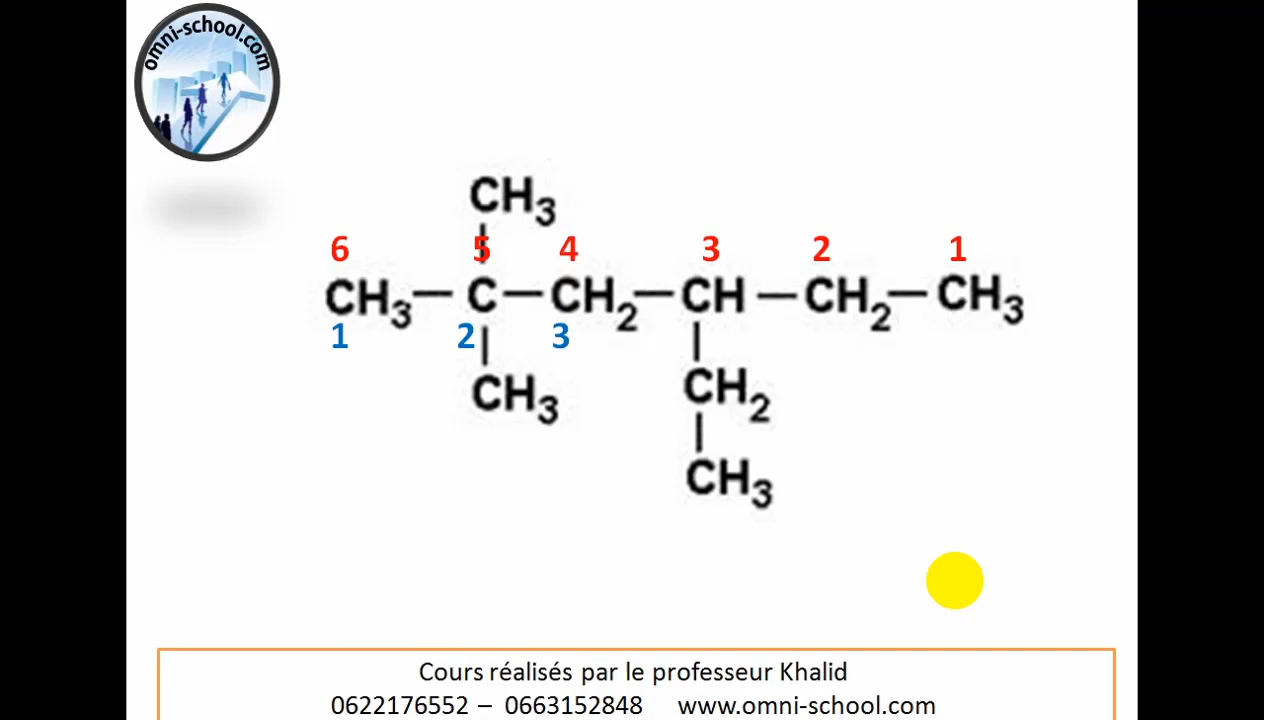 omni-school.com
CH₃
6 5 4 3 2 1
CH₃ — C — CH₂ — CH — CH₂ — CH₃
1 2 3
CH₃ CH₂
CH₃
Cours réalisés par le professeur Khalid
0622176552 – 0663152848 www.omni-school.com